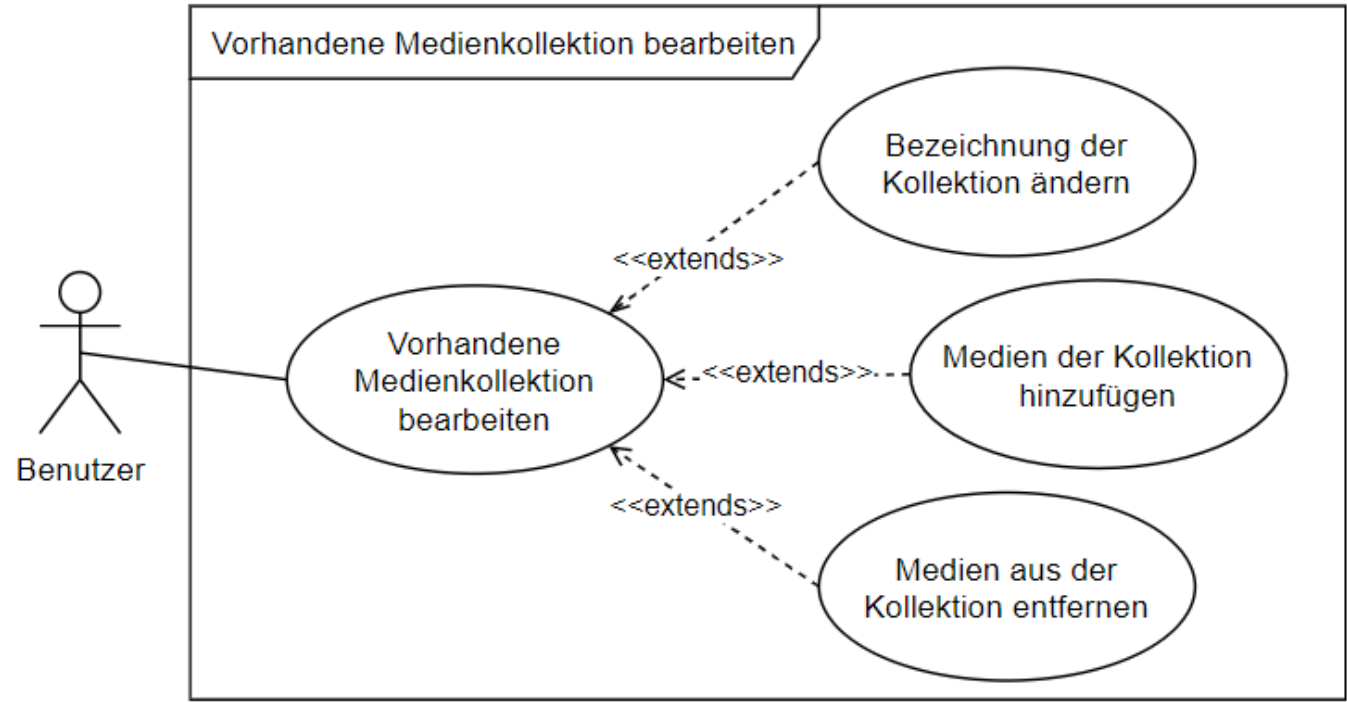 Vorhandene Medienkollektion bearbeiten
Bezeichnung der
Kollektion ändern
<<extends>>
Vorhandene
Medienkollektion
bearbeiten
<<extends>>
Medien der Kollektion
hinzufügen
Benutzer
<<extends>>
Medien aus der
Kollektion entfernen